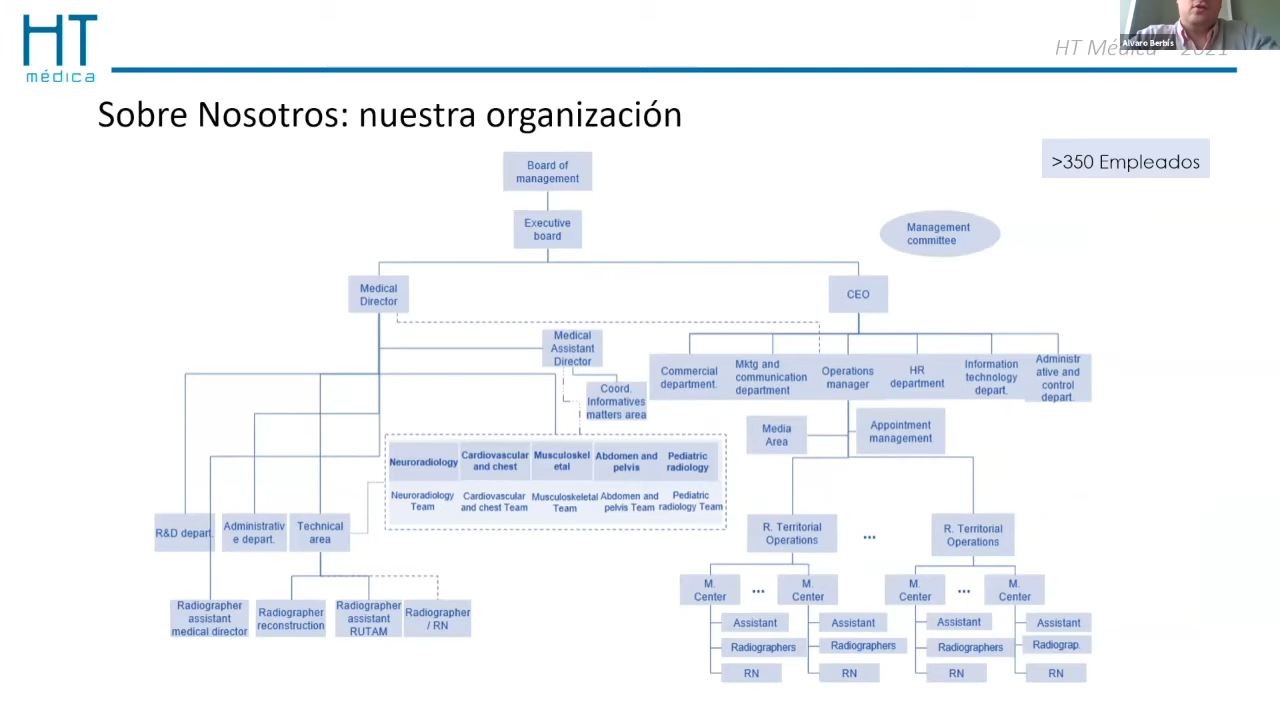 HT
médica
HT Mé
2021
Alvaro Berbís
Sobre Nosotros: nuestra organización
>350 Empleados
Board of
management
Executive
board
Management
committee
Medical
Director
CEO
Medical
Assistant
Director
Coord.
Informatives
matters area
Commercial
department.
Mktg and
communication
department
Operations
manager
HR
department
Information
technology
depart.
Administr
ative and
control
depart.
Media
Area
Appointment
management
Neuroradiology
Cardiovascular
and chest
Musculoskel
etal
Abdomen and
pelvis
Pediatric
radiology
Neuroradiology
Team
Cardiovascular
and chest Team
Musculoskeletal
Team
Abdomen and
pelvis Team
Pediatric
radiology Team
R&D depart.
Administrativ
e depart.
Technical
area
R. Territorial
Operations
...
R. Territorial
Operations
Radiographer
assistant
medical director
Radiographer
reconstruction
Radiographer
assistant
RUTAM
Radiographer
/ RN
M.
Center
...
M.
Center
M.
Center
...
M.
Center
Assistant
Radiographers
RN
Assistant
Radiographers
RN
Assistant
Radiographers
RN
Assistant
Radiograp.
RN